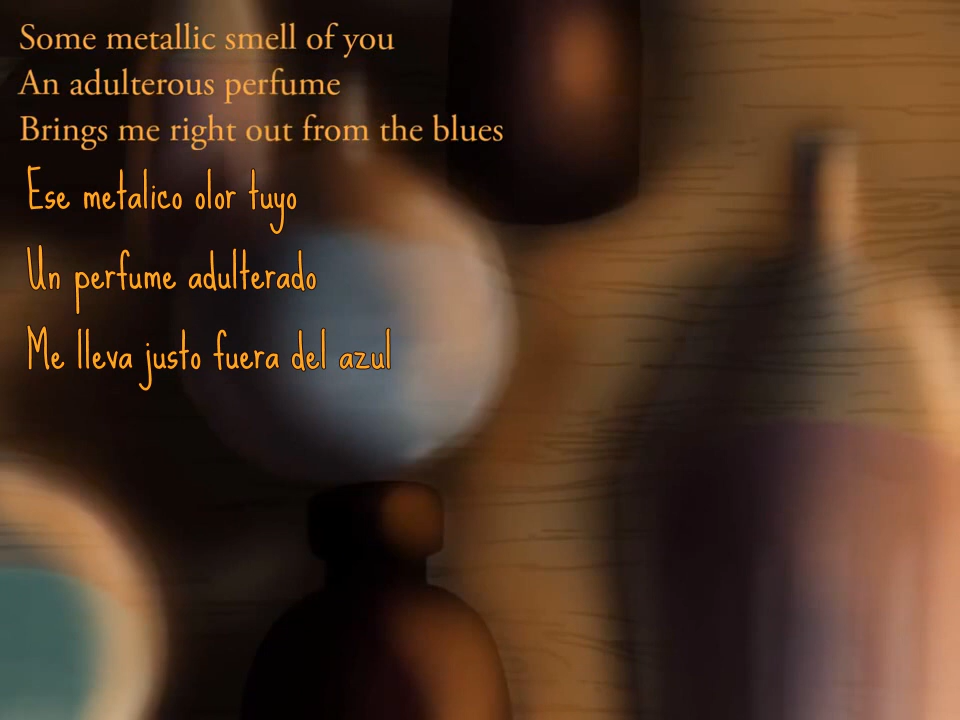 Some metallic smell of you
An adulterous perfume
Brings me right out from the blues
Ese metalico olor tuyo
Un perfume adulterado
Me lleva justo fuera del azul